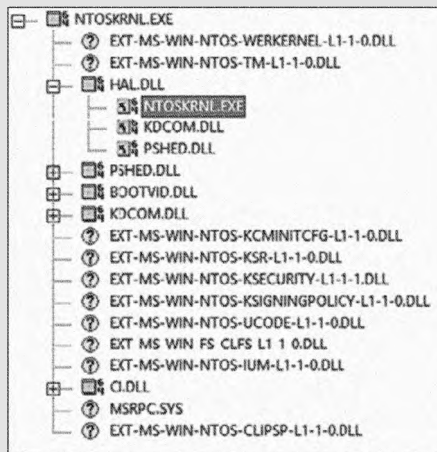 NTOSKRNL.EXE
EXT-MS-WIN-NTOS-WERKERNEL-L1-1-0.DLL
EXT-MS-WIN-NTOS-TM-L1-1-0.DLL
HAL.DLL
NTOSKRNL.EXE
KDCOM.DLL
PSHED.DLL
PSHED.DLL
BOOTVID.DLL
KDCOM.DLL
EXT-MS-WIN-NTOS-KCMINITCFG-L1-1-0.DLL
EXT-MS-WIN-NTOS-KSR-L1-1-0.DLL
EXT-MS-WIN-NTOS-KSECURITY-L1-1-1.DLL
EXT-MS-WIN-NTOS-KSIGNINGPOLICY-L1-1-0.DLL
EXT-MS-WIN-NTOS-UCODE-L1-1-0.DLL
EXT-MS-WIN-FS-CLFS-L1-1-0.DLL
EXT-MS-WIN-NTOS-IUM-L1-1-0.DLL
CI.DLL
MSRPC.SYS
EXT-MS-WIN-NTOS-CLIPSP-L1-1-0.DLL